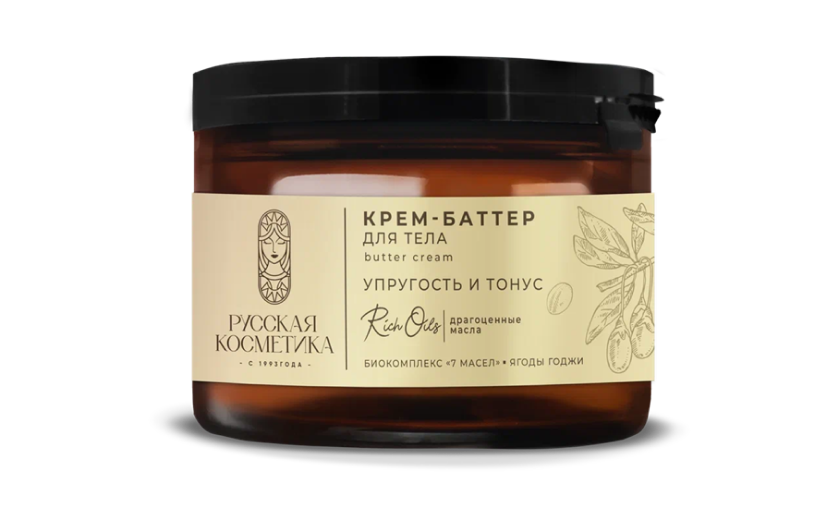 РУССКАЯ
КОСМЕТИКА
- С 1993ГОДА -
КРЕМ-БАТТЕР
ДЛЯ ТЕЛА
butter cream
УПРУГОСТЬ И ТОНУС
Rich Oils
драгоценные
масла
БИОКОМПЛЕКС «7 МАСЕЛ» • ЯГОДЫ ГОДЖИ